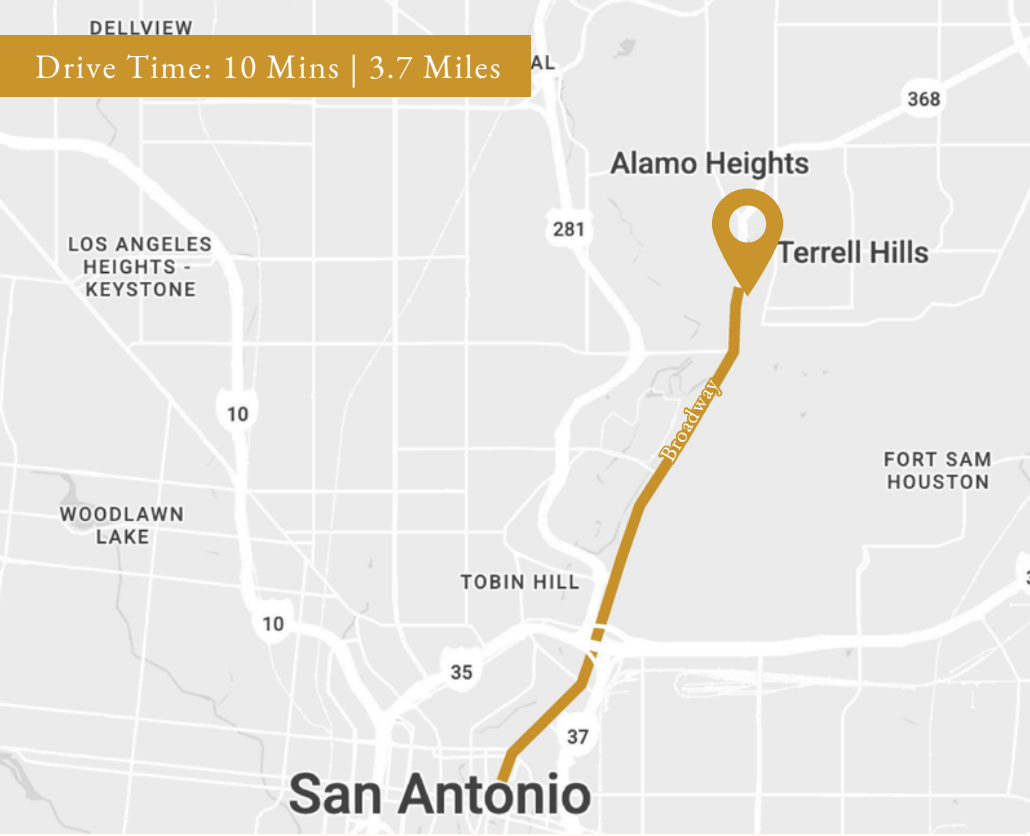 DELLVIEW
Drive Time: 10 Mins | 3.7 Miles
AL
368
Alamo Heights
281
Terrell Hills
LOS ANGELES
HEIGHTS -
KEYSTONE
10
Broadway
FORT SAM
HOUSTON
WOODLAWN
LAKE
TOBIN HILL
10
35
37
San Antonio